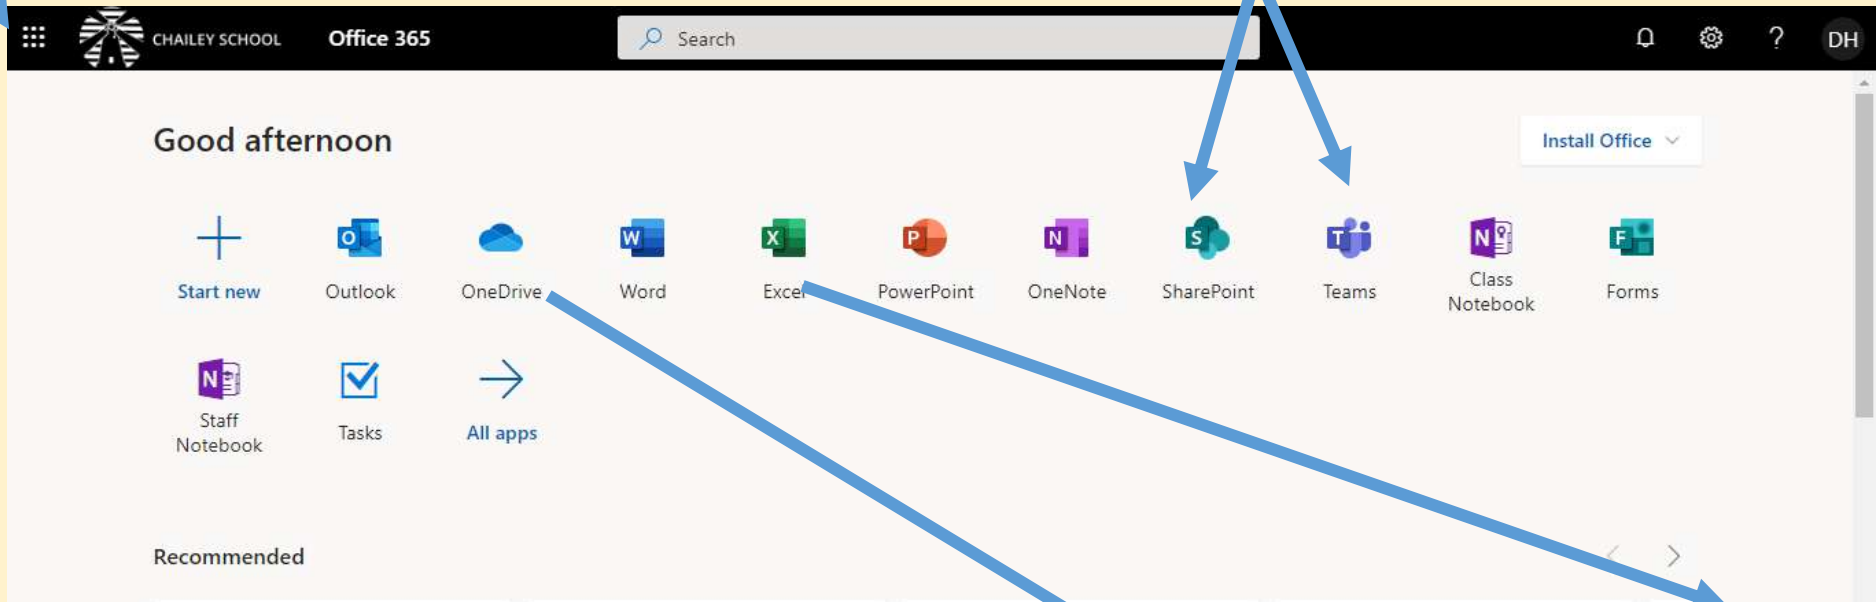 CHAILEY SCHOOL Office 365 Search ? DH
Good afternoon
Install Office
Start new Outlook OneDrive Word Excel PowerPoint OneNote SharePoint Teams Class Notebook Forms
Staff Notebook Tasks All apps
Recommended